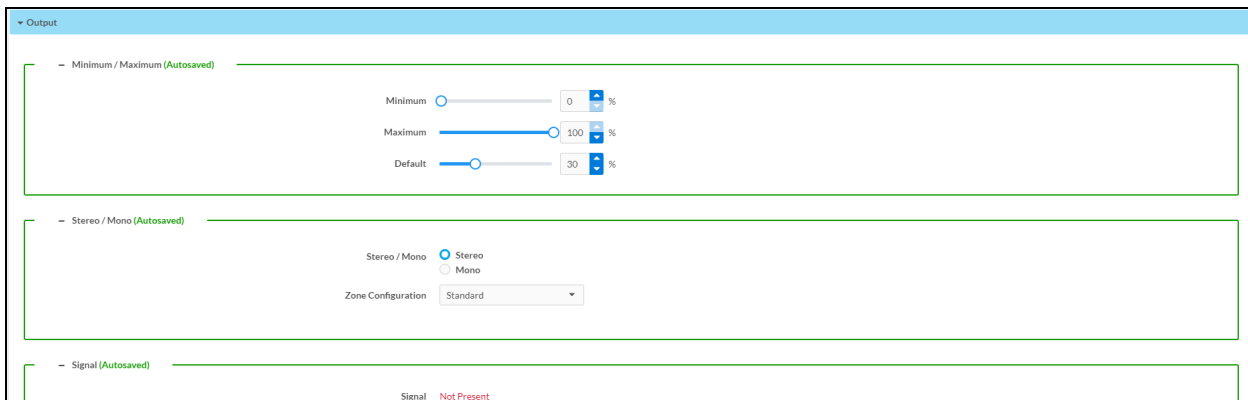 Output
– Minimum / Maximum (Autosaved)
Minimum 0 %
Maximum 100 %
Default 30 %
– Stereo / Mono (Autosaved)
Stereo / Mono Stereo
Mono
Zone Configuration Standard
– Signal (Autosaved)
Signal Not Present